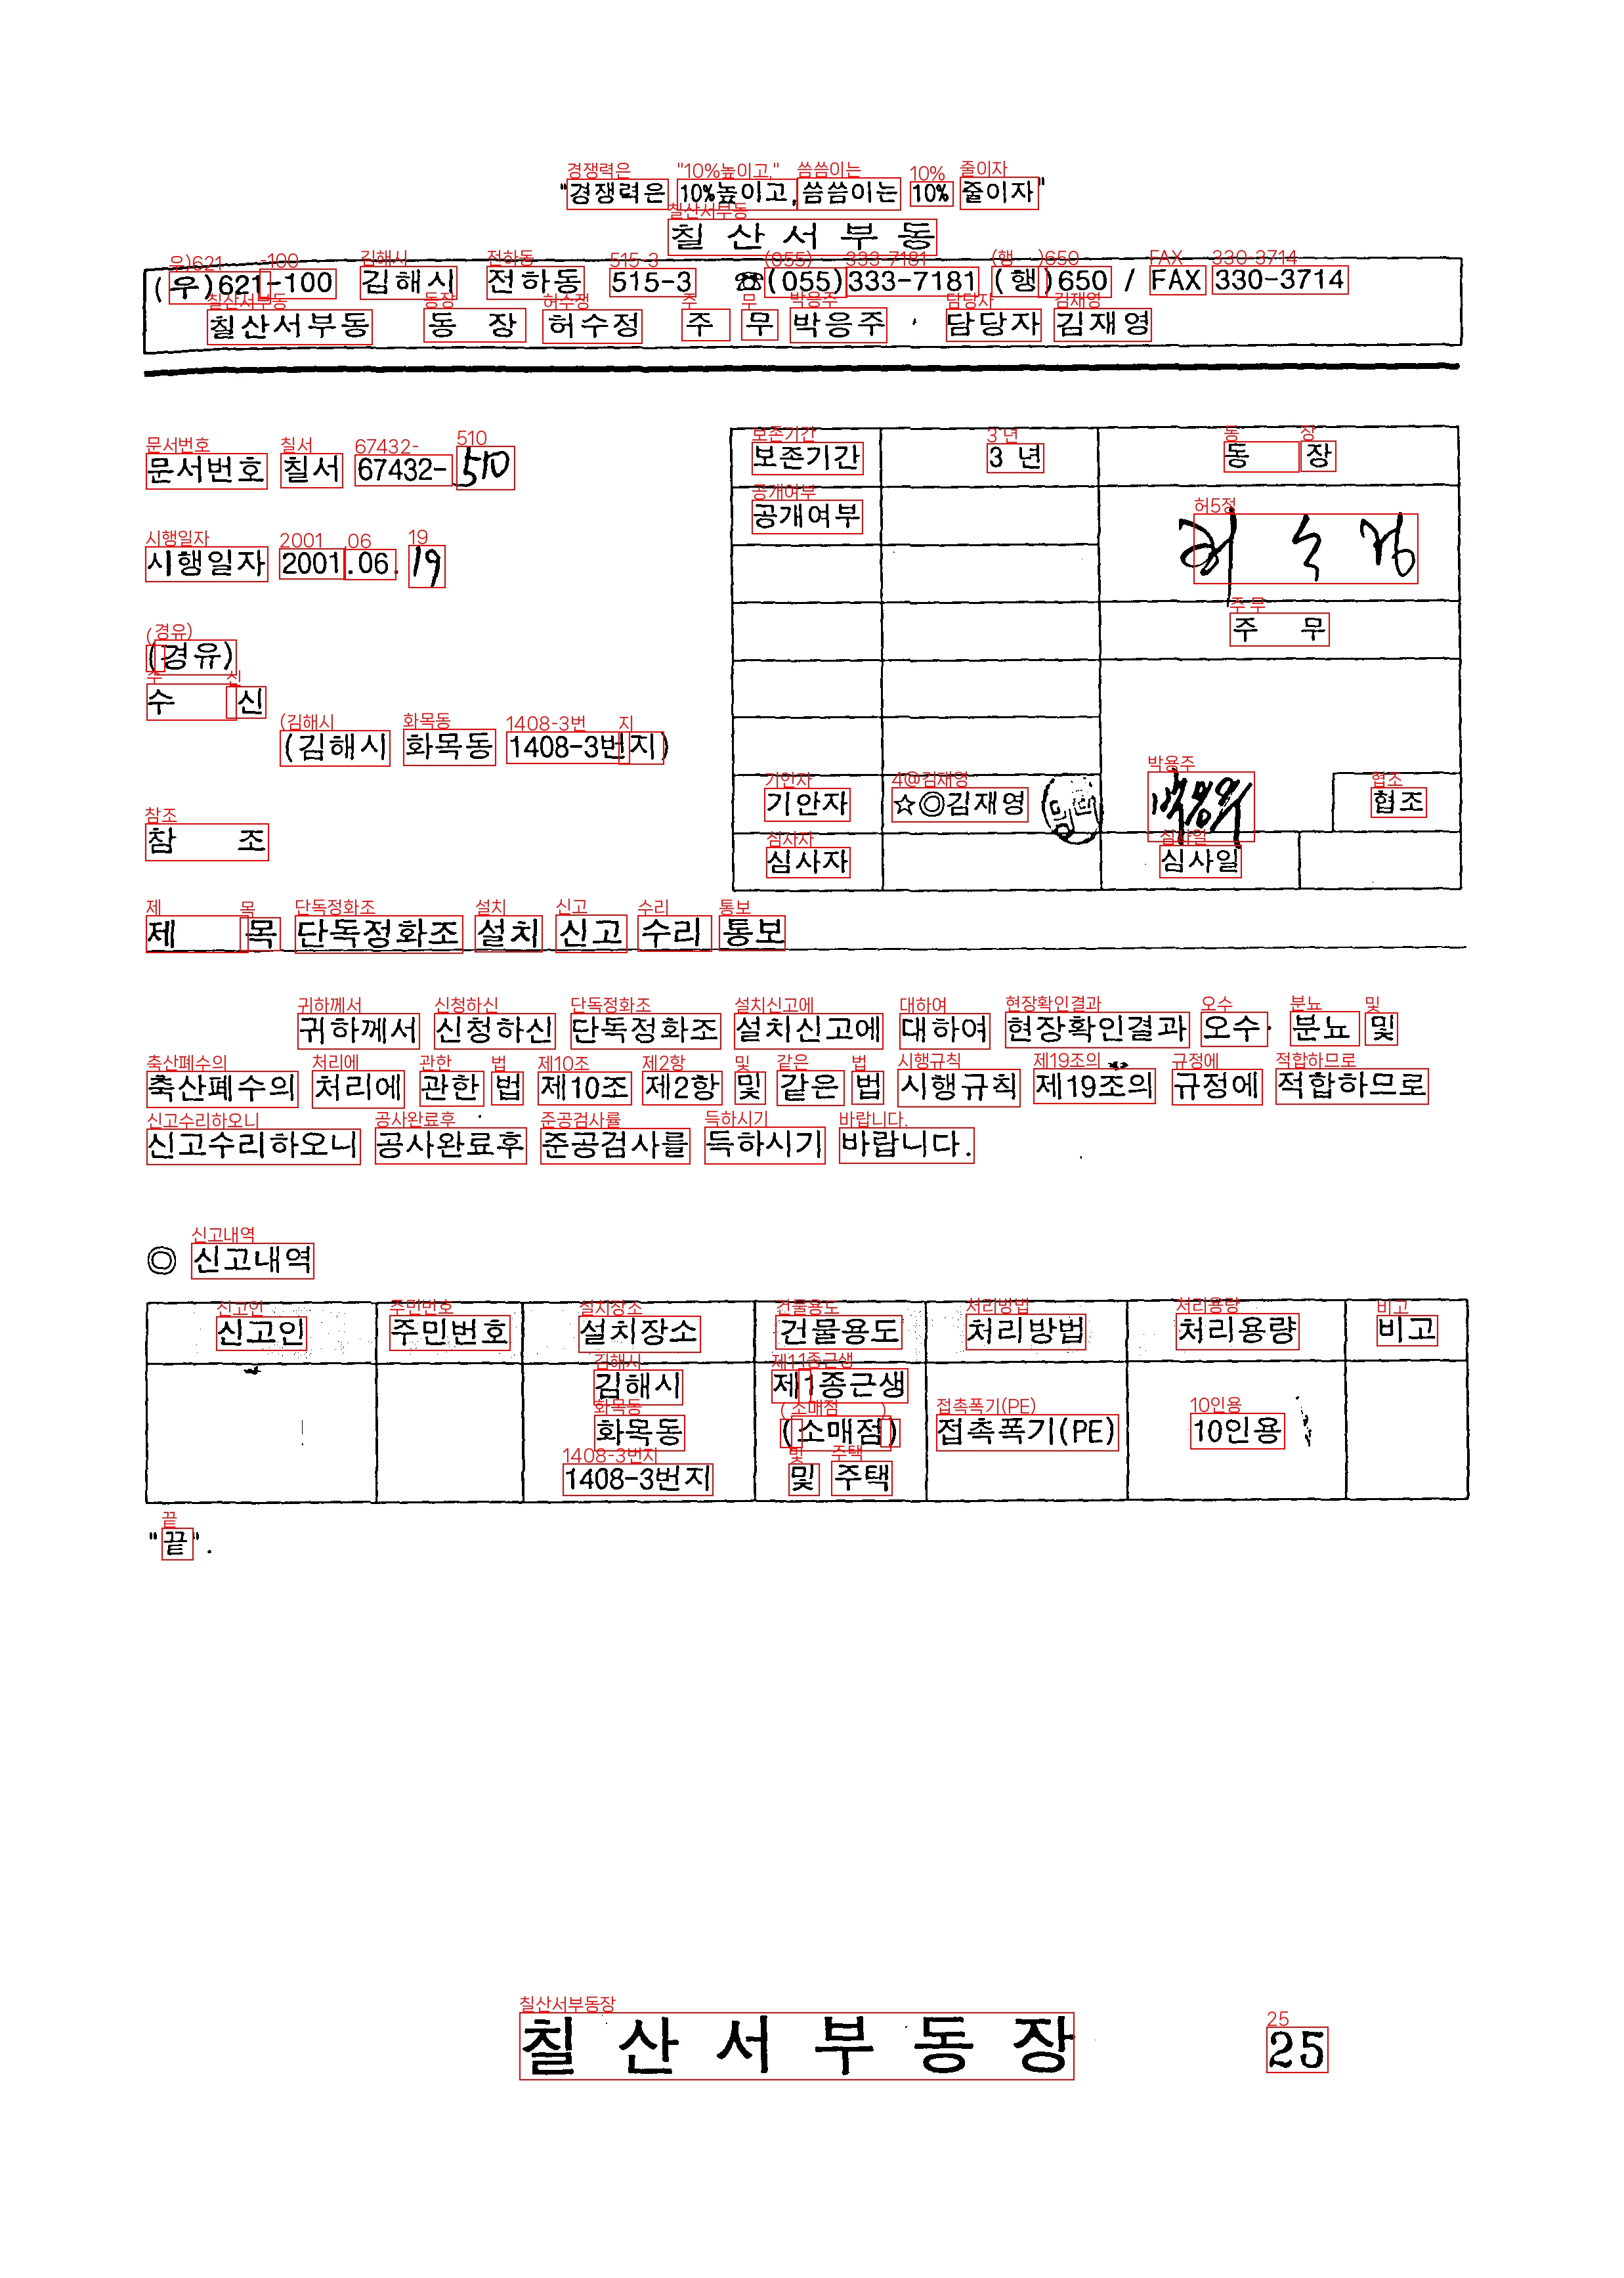 "경쟁력은 10%높이고, 씀씀이는 10% 줄이자"
칠 산 서 부 동
(우)621-100 김해시 전하동 515-3 ☎(055)333-7181 (행)650 / FAX 330-3714
칠산서부동 동 장 허수정 주 무 박응주 담당자 김재영
문서번호 칠서 67432-510
시행일자 2001.06.19
(경유)
수 신
(김해시 화목동 1408-3번지)
참 조
보존기간 3 년 동 장
공개여부
허수정
주 무
기안자 ☆◎김재영 협조
심사자 심사일
제 목 단독정화조 설치 신고 수리 통보
귀하께서 신청하신 단독정화조 설치신고에 대하여 현장확인결과 오수· 분뇨 및
축산폐수의 처리에 관한 법 제10조 제2항 및 같은 법 시행규칙 제19조의 규정에 적합하므로
신고수리하오니 공사완료후 준공검사를 득하시기 바랍니다.
◎ 신고내역
신고인 주민번호 설치장소 건물용도 처리방법 처리용량 비고
김해시 제1종근생
화목동 (소매점) 접촉폭기(PE) 10인용
1408-3번지 및 주택
"끝".
칠 산 서 부 동 장
25